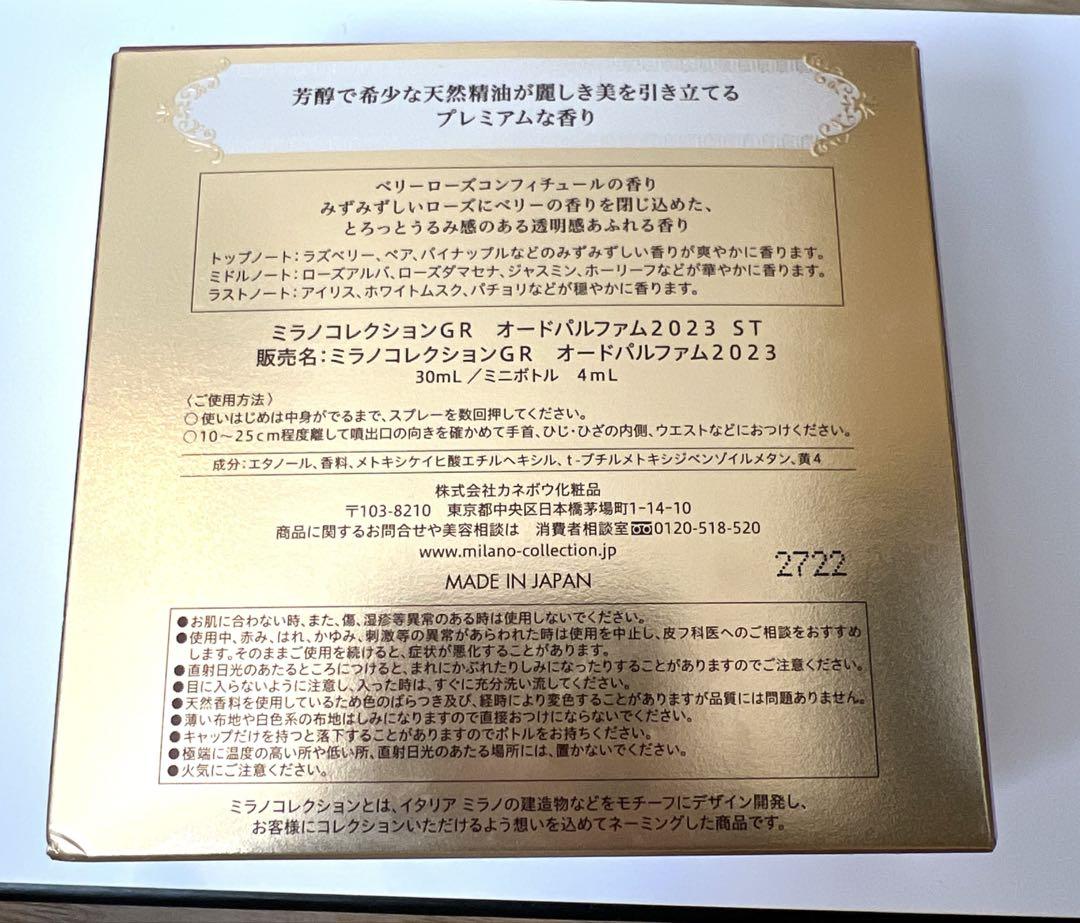 芳醇で希少な天然精油が麗しき美を引き立てる
プレミアムな香り
ベリーローズコンフィチュールの香り
みずみずしいローズにベリーの香りを閉じ込めた、
とろっとうるみ感のある透明感あふれる香り
トップノート：ラズベリー、ペア、パイナップルなどのみずみずしい香りが爽やかに香ります。
ミドルノート：ローズアルバ、ローズダマセナ、ジャスミン、ホーリーフなどが華やかに香ります。
ラストノート：アイリス、ホワイトムスク、パチョリなどが穏やかに香ります。
ミラノコレクションGR　オードパルファム2023 ST
販売名：ミラノコレクションGR　オードパルファム2023
30mL ／ミニボトル　4mL
〈ご使用方法〉
○使いはじめは中身がでるまで、スプレーを数回押してください。
○10～25cm程度離して噴出口の向きを確かめて手首、ひじ・ひざの内側、ウエストなどにおつけください。
成分：エタノール、香料、メトキシケイヒ酸エチルヘキシル、t-ブチルメトキシジベンゾイルメタン、黄4
株式会社カネボウ化粧品
〒103-8210　東京都中央区日本橋茅場町1-14-10
商品に関するお問合せや美容相談は　消費者相談室0120-518-520
www.milano-collection.jp
2722
MADE IN JAPAN
●お肌に合わない時、また、傷、湿疹等異常のある時は使用しないでください。
●使用中、赤み、はれ、かゆみ、刺激等の異常があらわれた時は使用を中止し、皮フ科医へのご相談をおすすめ
します。そのままご使用を続けると、症状が悪化することがあります。
●直射日光のあたるところにつけると、まれにかぶれたりしみになったりすることがありますのでご注意ください。
●目に入らないように注意し、入った時は、すぐに充分洗い流してください。
●天然香料を使用しているため色のばらつき及び、経時により変色することがありますが品質には問題ありません。
●薄い布地や白色系の布地はしみになりますので直接おつけにならないでください。
●キャップだけを持つと落下することがありますのでボトルをお持ちください。
●極端に温度の高い所や低い所、直射日光のあたる場所には、置かないでください。
●火気にご注意ください。
ミラノコレクションとは、イタリア ミラノの建造物などをモチーフにデザイン開発し、
お客様にコレクションいただけるよう想いを込めてネーミングした商品です。